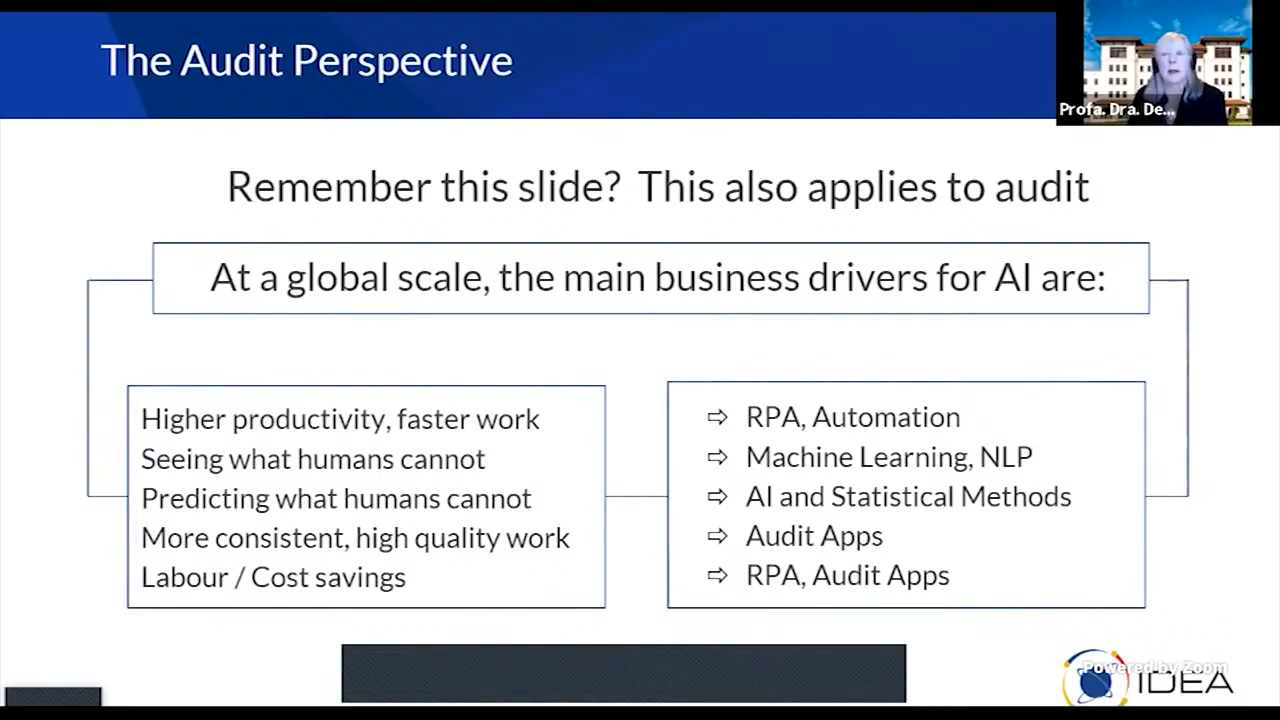 The Audit Perspective
Profa. Dra. De...
Remember this slide? This also applies to audit
At a global scale, the main business drivers for AI are:
Higher productivity, faster work
Seeing what humans cannot
Predicting what humans cannot
More consistent, high quality work
Labour / Cost savings
⇨ RPA, Automation
⇨ Machine Learning, NLP
⇨ AI and Statistical Methods
⇨ Audit Apps
⇨ RPA, Audit Apps
Powered by Zoom
IDEA